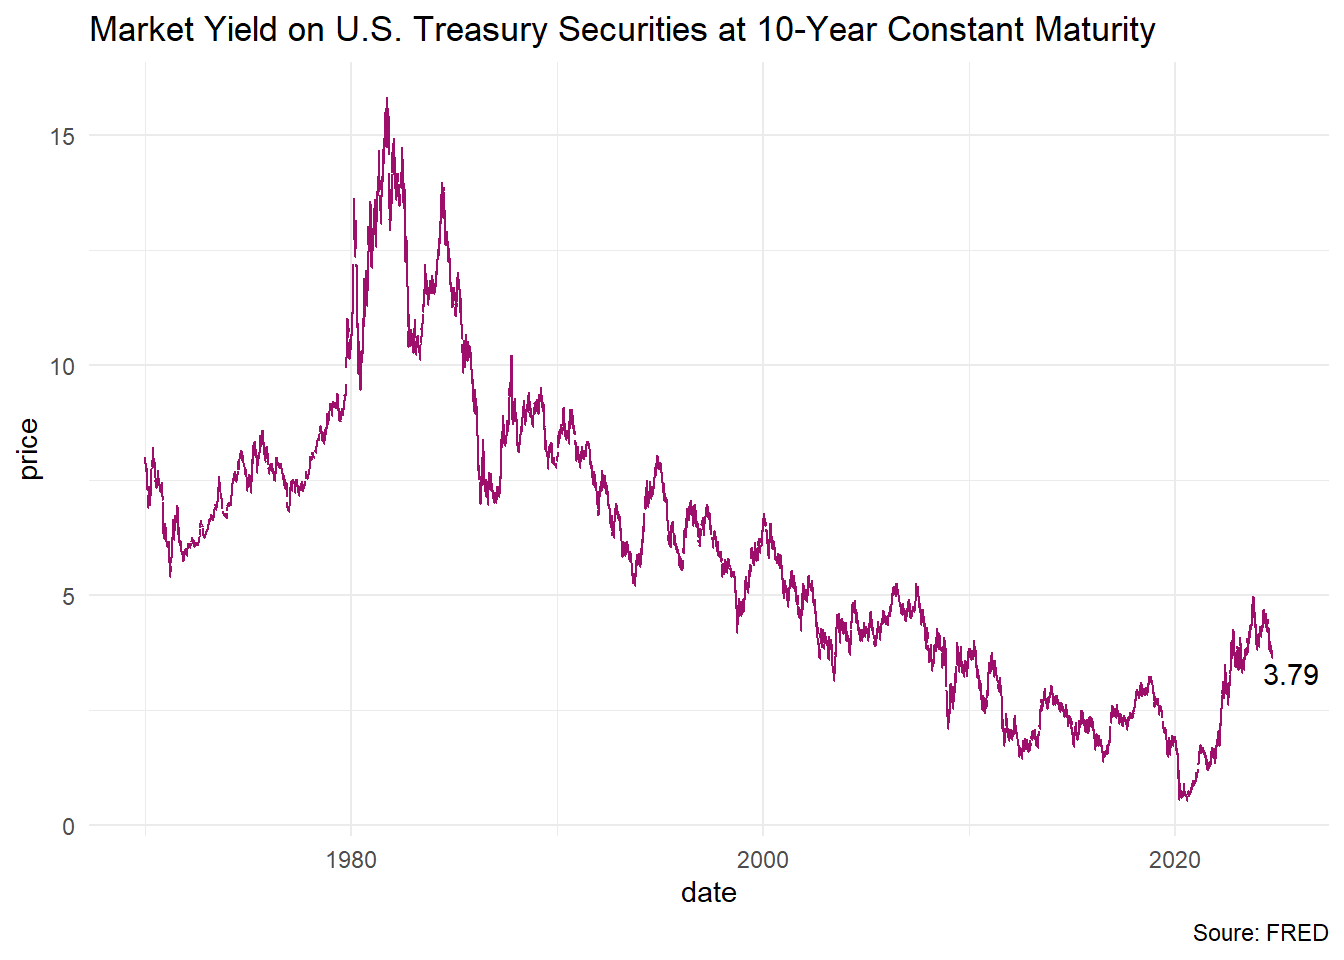 Market Yield on U.S. Treasury Securities at 10-Year Constant Maturity
15
10
5
0
price
3.79
1980 2000 2020
date
Soure: FRED